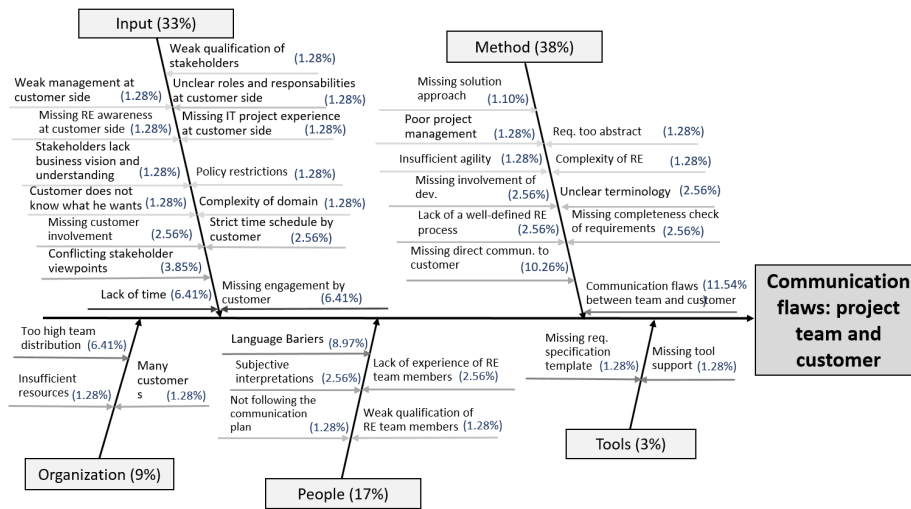 Input (33%)
Weak qualification of
stakeholders (1.28%)
Weak management at
customer side (1.28%)
Unclear roles and responsabilities
at customer side (1.28%)
Missing RE awareness
at customer side (1.28%)
Missing IT project experience
at customer side (1.28%)
Stakeholders lack
business vision and
understanding (1.28%)
Policy restrictions (1.28%)
Customer does not
know what he wants (1.28%)
Complexity of domain (1.28%)
Missing customer
involvement (2.56%)
Strict time schedule by
customer (2.56%)
Conflicting stakeholder
viewpoints (3.85%)
Lack of time (6.41%)
Missing engagement by
customer (6.41%)
Method (38%)
Missing solution
approach (1.10%)
Poor project
management (1.28%)
Req. too abstract (1.28%)
Insufficient agility (1.28%)
Complexity of RE (1.28%)
Missing involvement of
dev. (2.56%)
Unclear terminology (2.56%)
Lack of a well-defined RE
process (2.56%)
Missing completeness check
of requirements (2.56%)
Missing direct commun. to
customer (10.26%)
Communication flaws (11.54%)
between team and customer
Communication
flaws: project
team and
customer
Too high team
distribution (6.41%)
Insufficient
resources (1.28%)
Many
customer
s (1.28%)
Organization (9%)
Language Bariers (8.97%)
Subjective
interpretations (2.56%)
Lack of experience of RE
team members (2.56%)
Not following the
communication
plan (1.28%)
Weak qualification of
RE team members (1.28%)
People (17%)
Missing req.
specification
template (1.28%)
Missing tool
support (1.28%)
Tools (3%)